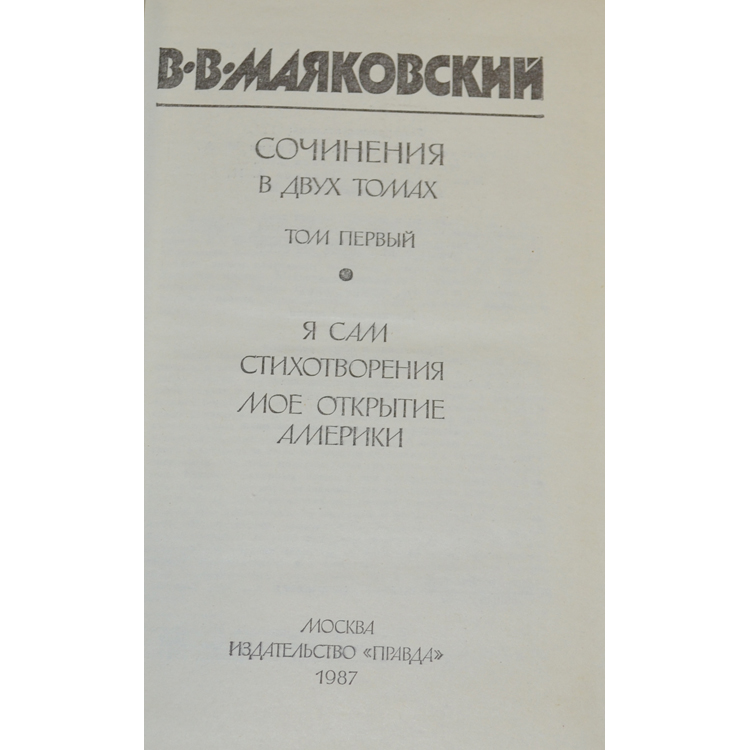 В·В·МАЯКОВСКИЙ
СОЧИНЕНИЯ
В ДВУХ ТОМАХ
ТОМ ПЕРВЫЙ
Я САМ
СТИХОТВОРЕНИЯ
МОЕ ОТКРЫТИЕ
АМЕРИКИ
МОСКВА
ИЗДАТЕЛЬСТВО «ПРАВДА»
1987